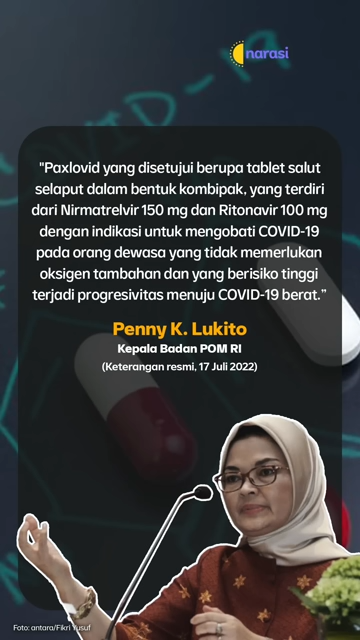 narasi
"Paxlovid yang disetujui berupa tablet salut
selaput dalam bentuk kombipak, yang terdiri
dari Nirmatrelvir 150 mg dan Ritonavir 100 mg
dengan indikasi untuk mengobati COVID-19
pada orang dewasa yang tidak memerlukan
oksigen tambahan dan yang berisiko tinggi
terjadi progresivitas menuju COVID-19 berat.”
Penny K. Lukito
Kepala Badan POM RI
(Keterangan resmi, 17 Juli 2022)
Foto: antara/Fikri Yusuf